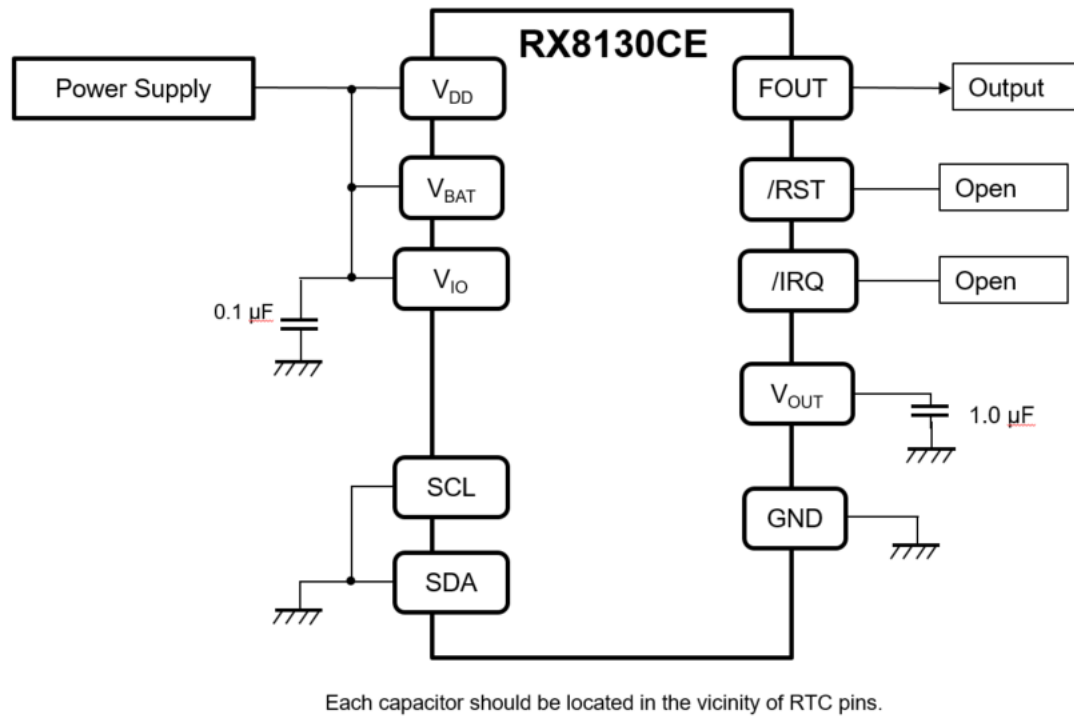 RX8130CE
Power Supply
VDD
FOUT
Output
VBAT
/RST
Open
VIO
/IRQ
Open
0.1 µF
VOUT
1.0 µF
SCL
GND
SDA
Each capacitor should be located in the vicinity of RTC pins.